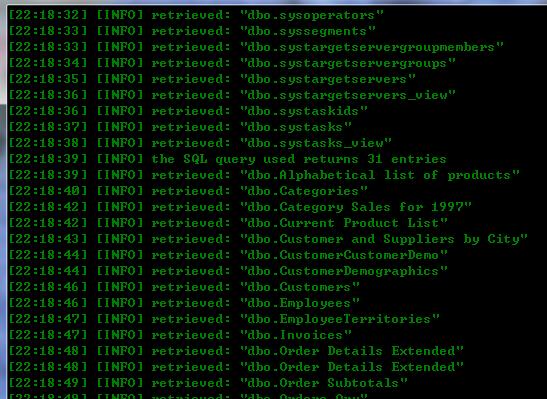 [22:18:32] [INFO] retrieved: "dbo.sysoperators"
[22:18:33] [INFO] retrieved: "dbo.syssegments"
[22:18:33] [INFO] retrieved: "dbo.systargetservergroupmembers"
[22:18:34] [INFO] retrieved: "dbo.systargetservergroups"
[22:18:35] [INFO] retrieved: "dbo.systargetservers"
[22:18:36] [INFO] retrieved: "dbo.systargetservers_view"
[22:18:36] [INFO] retrieved: "dbo.systaskids"
[22:18:37] [INFO] retrieved: "dbo.systasks"
[22:18:38] [INFO] retrieved: "dbo.systasks_view"
[22:18:39] [INFO] the SQL query used returns 31 entries
[22:18:39] [INFO] retrieved: "dbo.Alphabetical list of products"
[22:18:40] [INFO] retrieved: "dbo.Categories"
[22:18:42] [INFO] retrieved: "dbo.Category Sales for 1997"
[22:18:42] [INFO] retrieved: "dbo.Current Product List"
[22:18:43] [INFO] retrieved: "dbo.Customer and Suppliers by City"
[22:18:44] [INFO] retrieved: "dbo.CustomerCustomerDemo"
[22:18:44] [INFO] retrieved: "dbo.CustomerDemographics"
[22:18:46] [INFO] retrieved: "dbo.Customers"
[22:18:46] [INFO] retrieved: "dbo.Employees"
[22:18:47] [INFO] retrieved: "dbo.EmployeeTerritories"
[22:18:47] [INFO] retrieved: "dbo.Invoices"
[22:18:48] [INFO] retrieved: "dbo.Order Details Extended"
[22:18:48] [INFO] retrieved: "dbo.Order Details Extended"
[22:18:49] [INFO] retrieved: "dbo.Order Subtotals"
[INFO] retrieved: "dbo.Orders